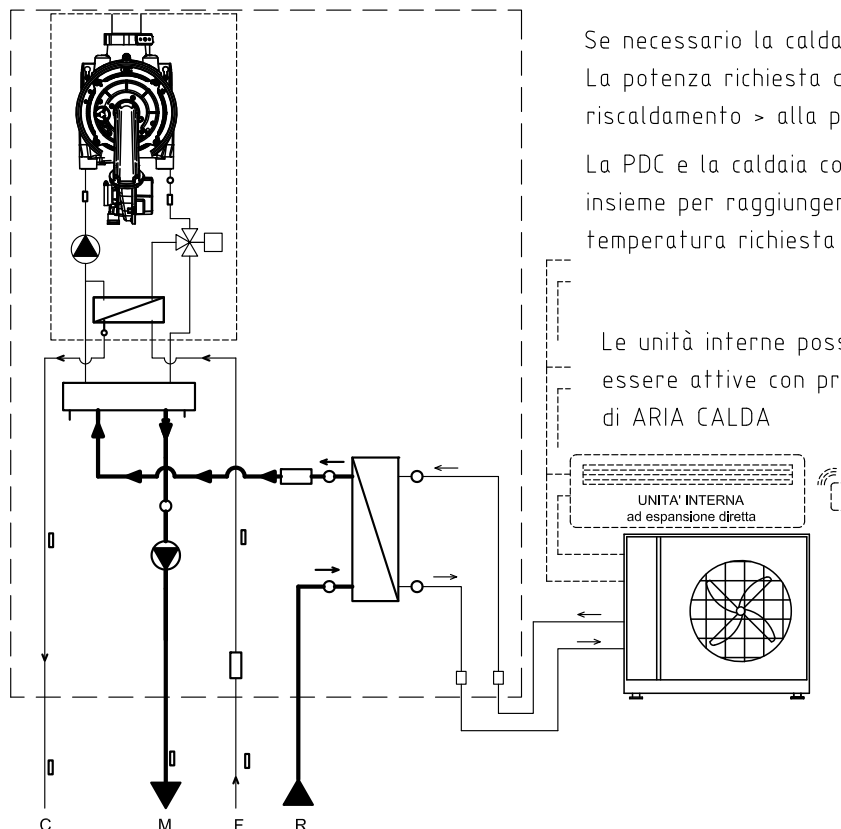 Se necessario la calda
La potenza richiesta c
riscaldamento > alla p
La PDC e la caldaia co
insieme per raggiunger
temperatura richiesta
Le unità interne poss
essere attive con pr
di ARIA CALDA
UNITA' INTERNA
ad espansione diretta
C M F R